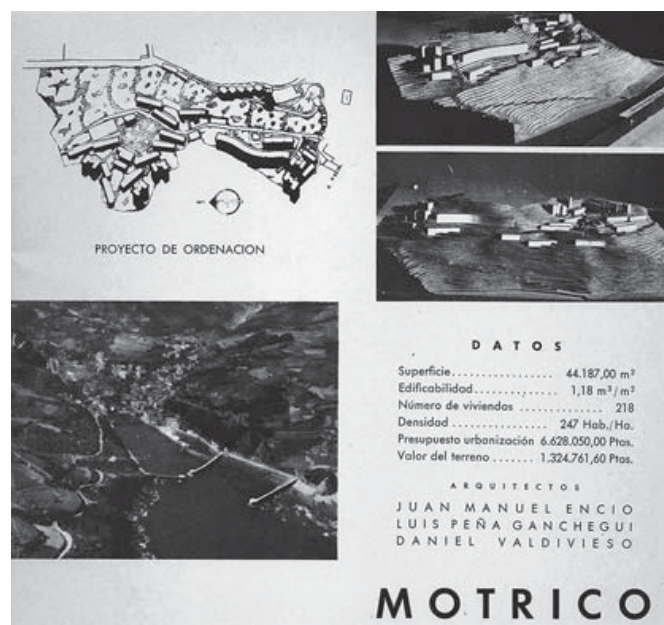 PROYECTO DE ORDENACION
DATOS
Superficie.................. 44.187,00 m²
Edificabilidad............. 1,18 m³/m²
Número de viviendas ............. 218
Densidad ................ 247 Hab./Ha.
Presupuesto urbanización 6.628.050,00 Ptas.
Valor del terreno ....... 1.324.761,60 Ptas.
ARQUITECTOS
JUAN MANUEL ENCIO
LUIS PEÑA GANCHEGUI
DANIEL VALDIVIESO
MOTRICO